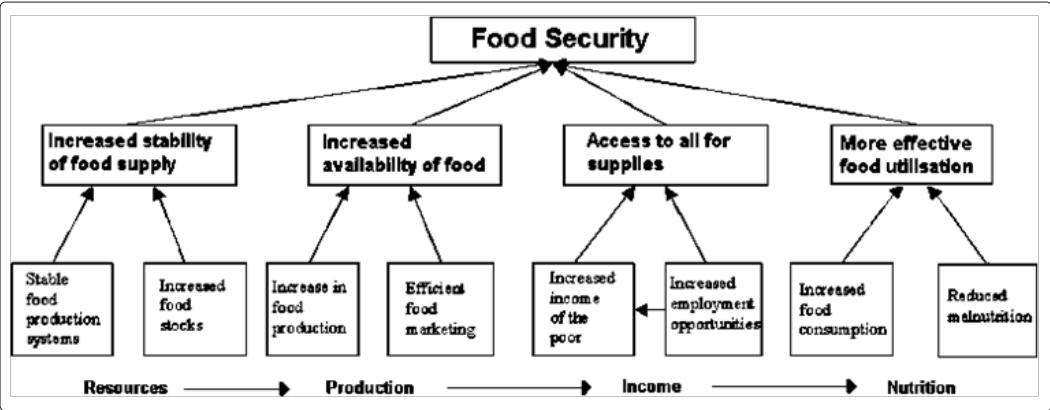 Food Security
Increased stability
of food supply
Increased
availability of food
Access to all for
supplies
More effective
food utilisation
Stable
food
production
systems
Increased
food
stocks
Increase in
food
production
Efficient
food
marketing
Increased
income
of the
poor
Increased
employment
opportunities
Increased
food
consumption
Reduced
malnutrition
Resources
Production
Income
Nutrition